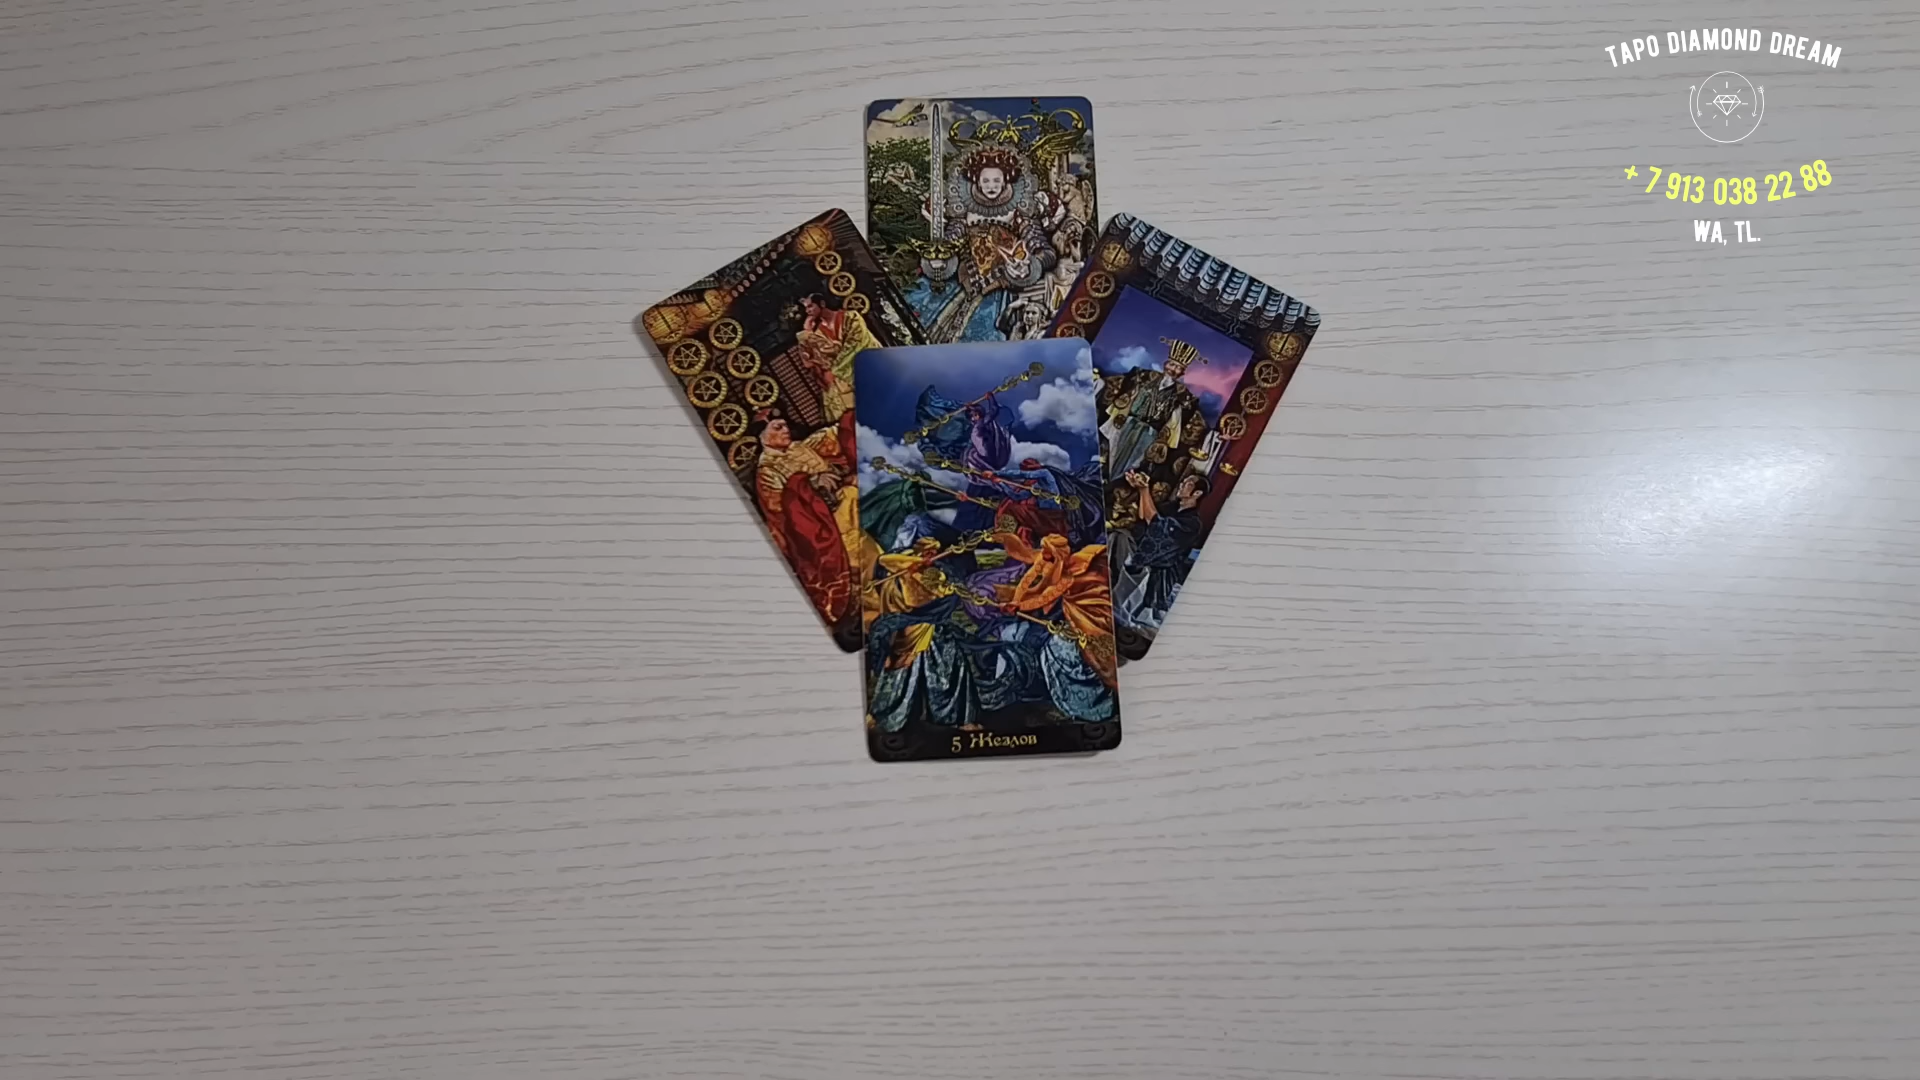 ТАРО DIAMOND DREAM
+ 7 913 038 22 88
WA, TL.
5 Жезлов